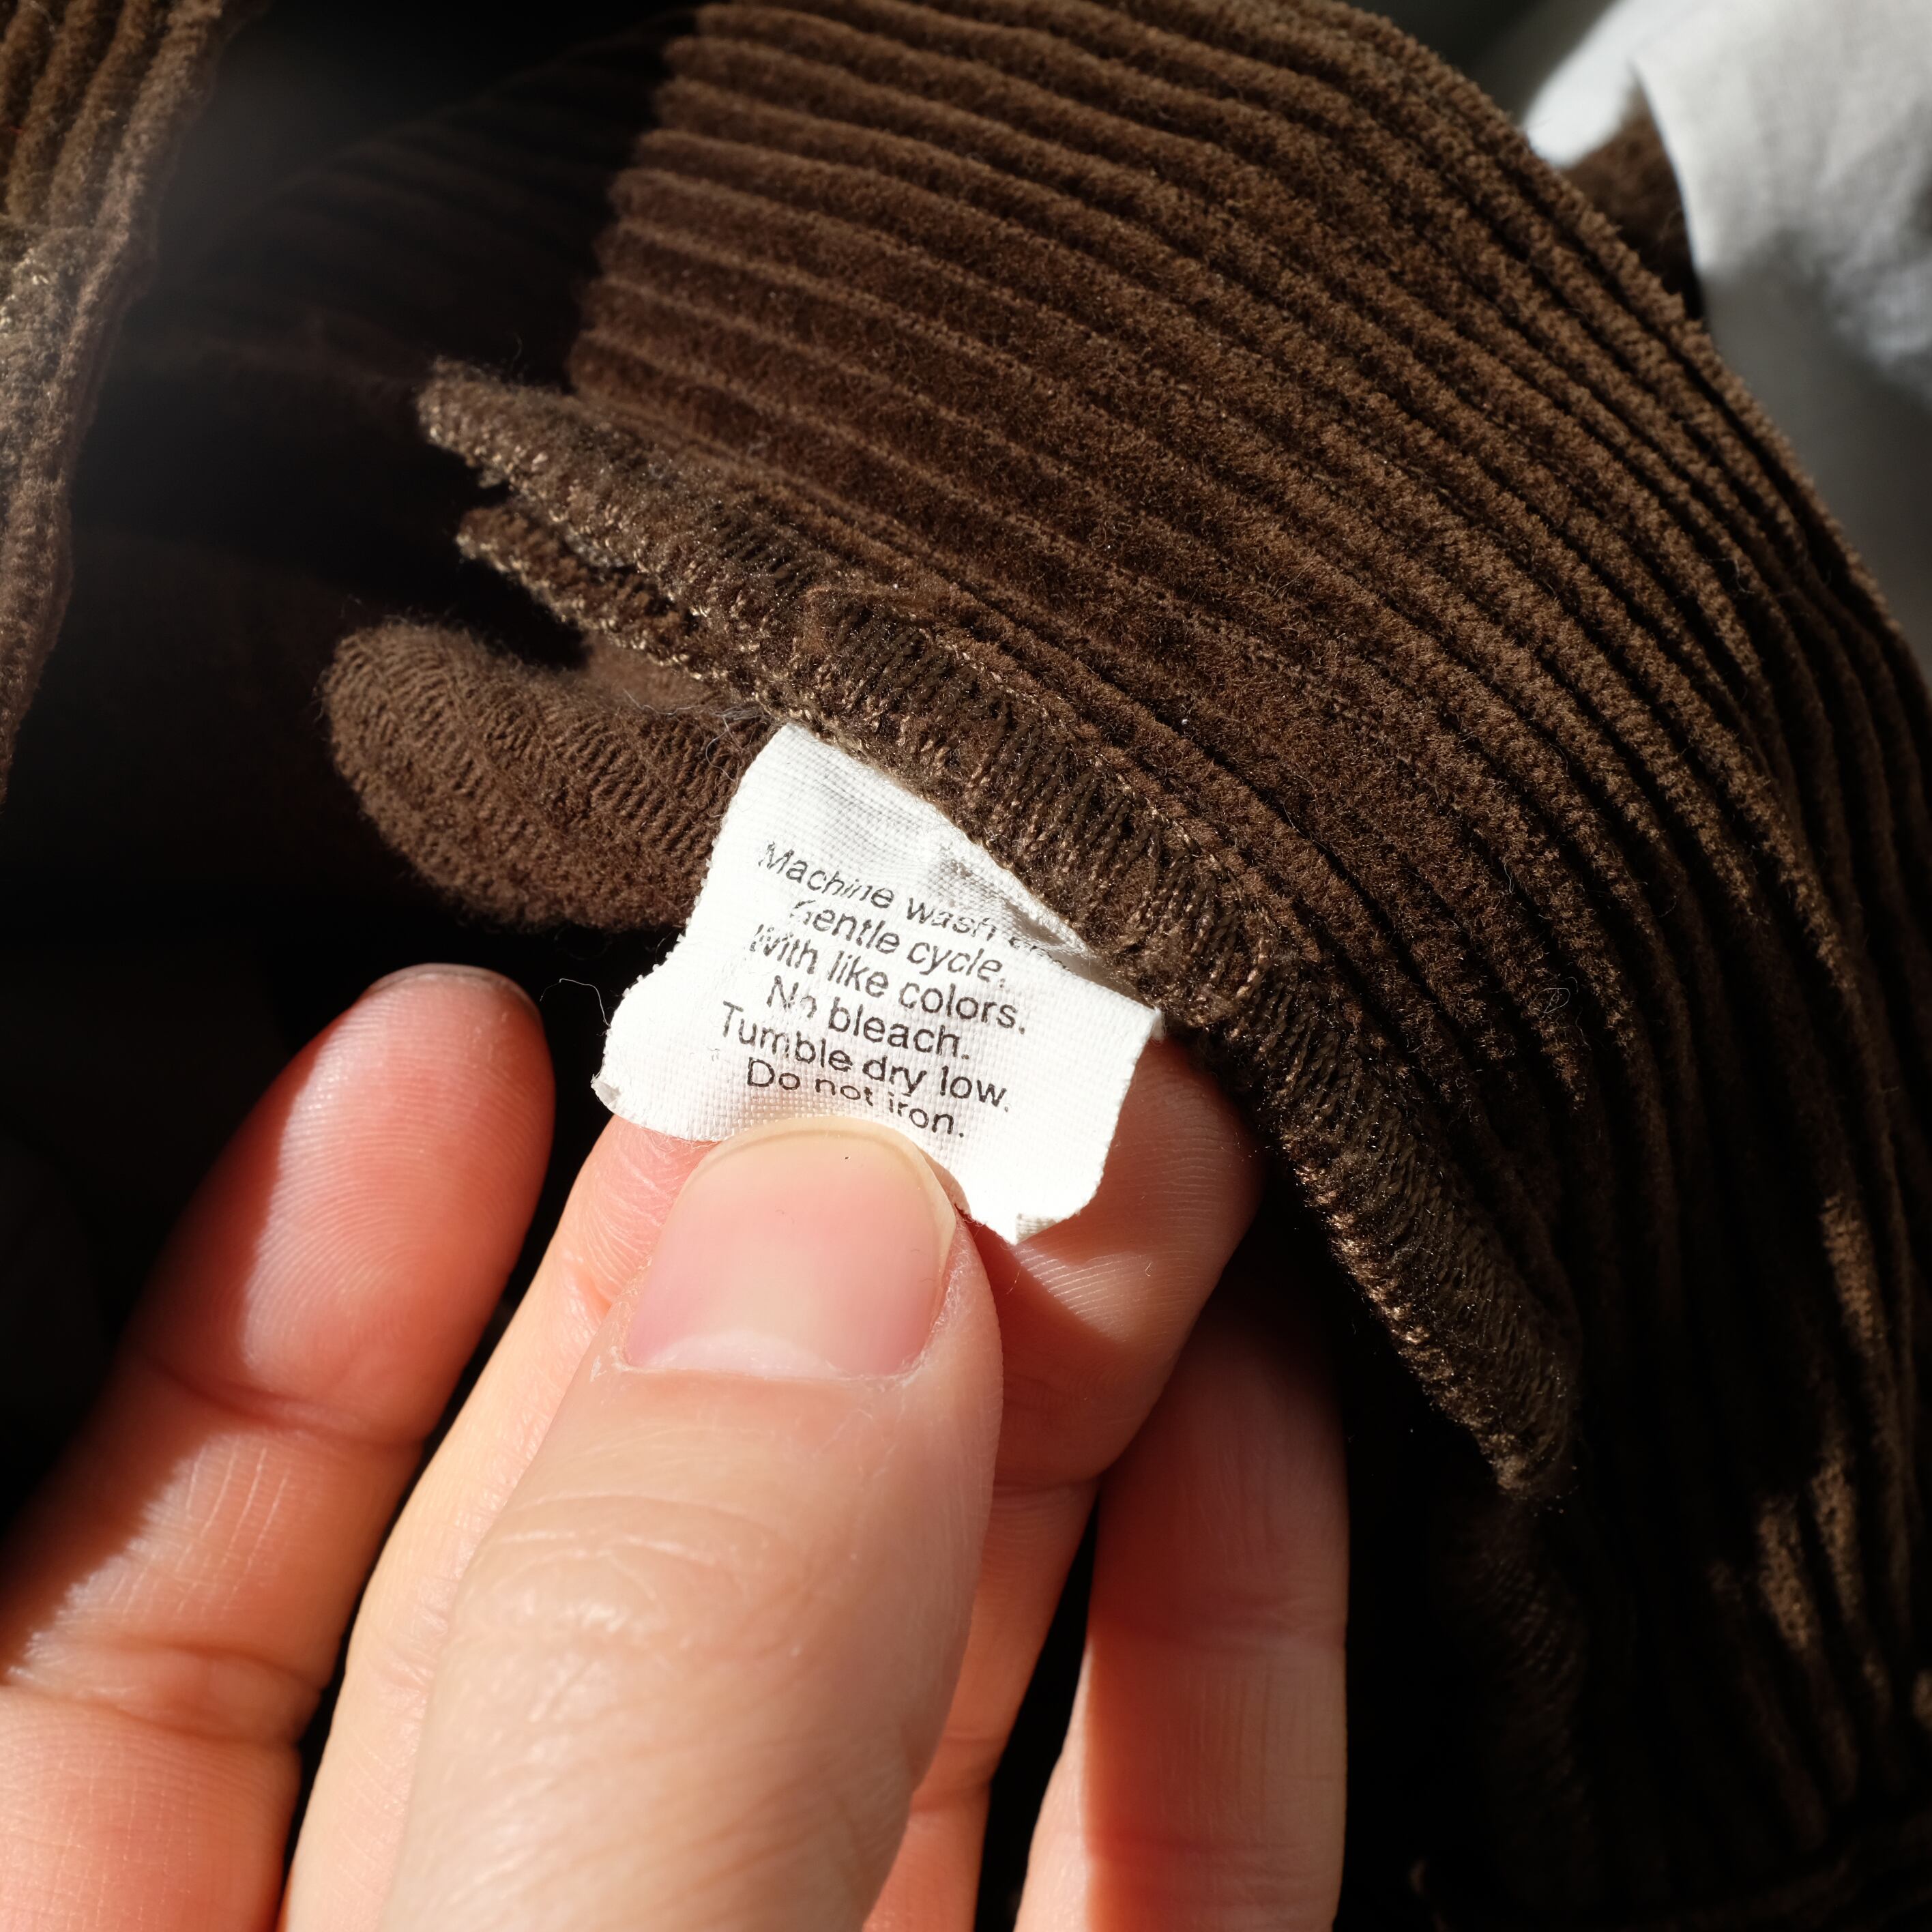 Machine wash
Gentle cycle.
With like colors.
No bleach.
Tumble dry low.
Do not iron.